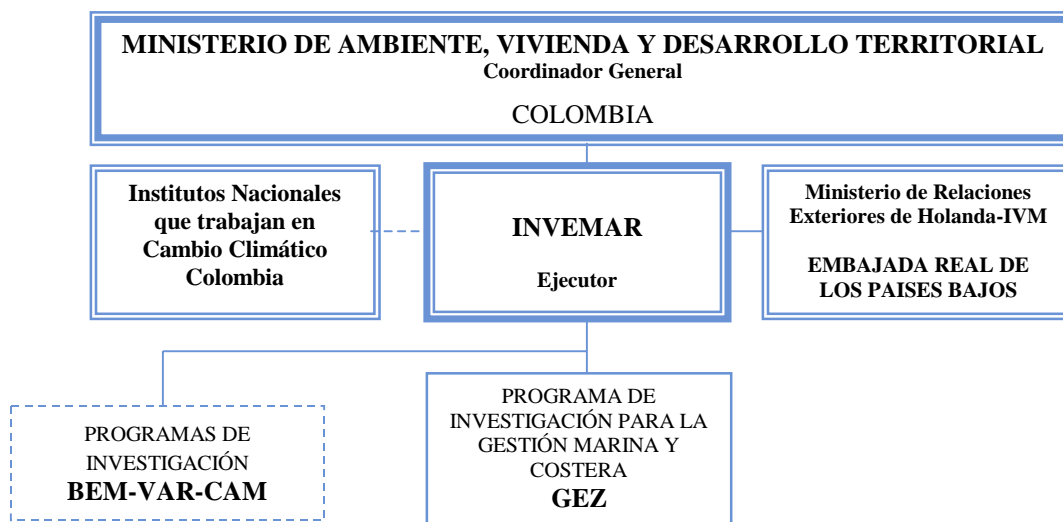 MINISTERIO DE AMBIENTE, VIVIENDA Y DESARROLLO TERRITORIAL
Coordinador General
COLOMBIA
Institutos Nacionales
que trabajan en
Cambio Climático
Colombia
INVEMAR
Ejecutor
Ministerio de Relaciones
Exteriores de Holanda-IVM
EMBAJADA REAL DE
LOS PAISES BAJOS
PROGRAMAS DE
INVESTIGACIÓN
BEM-VAR-CAM
PROGRAMA DE
INVESTIGACIÓN PARA LA
GESTIÓN MARINA Y
COSTERA
GEZ